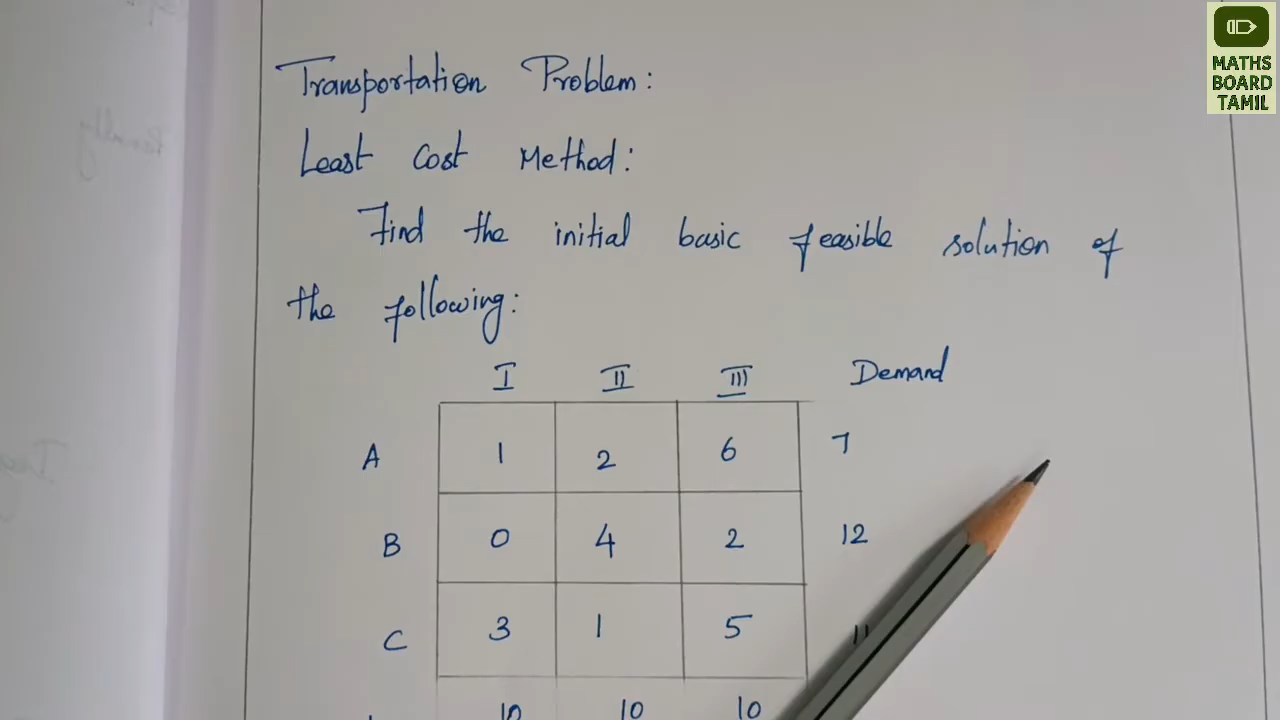 MATHS
BOARD
TAMIL
Transportation Problem:
Least Cost Method:
Find the initial basic feasible solution of
the following:
I II III Demand
A 1 2 6 7
B 0 4 2 12
C 3 1 5 11
10 10 10